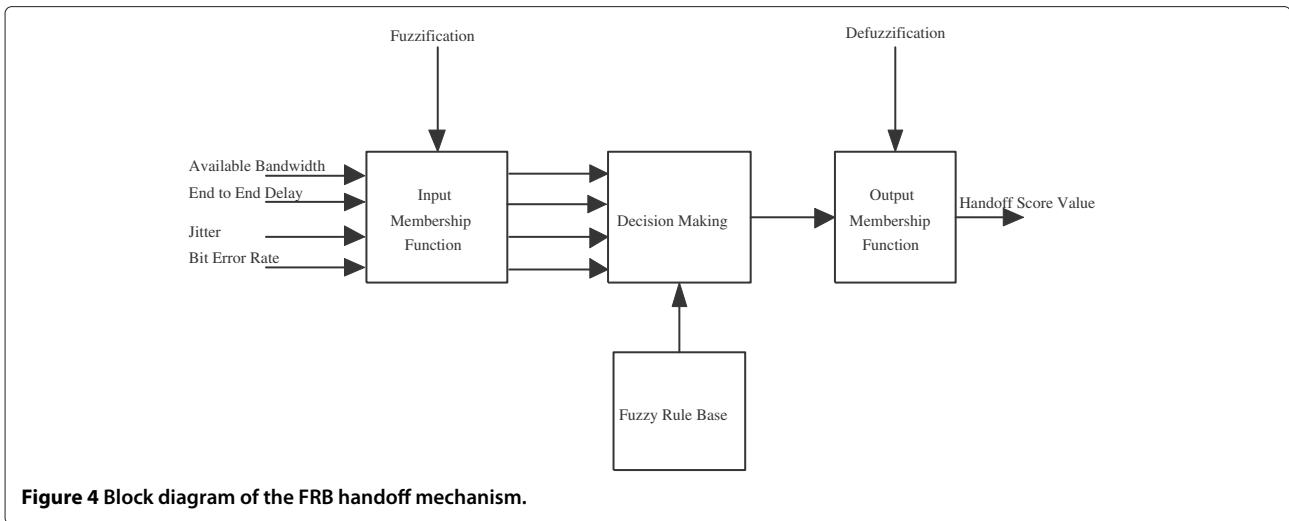 Fuzzification
Defuzzification
Available Bandwidth
End to End Delay
Jitter
Bit Error Rate
Input
Membership
Function
Decision Making
Output
Membership
Function
Handoff Score Value
Fuzzy Rule Base
Figure 4 Block diagram of the FRB handoff mechanism.